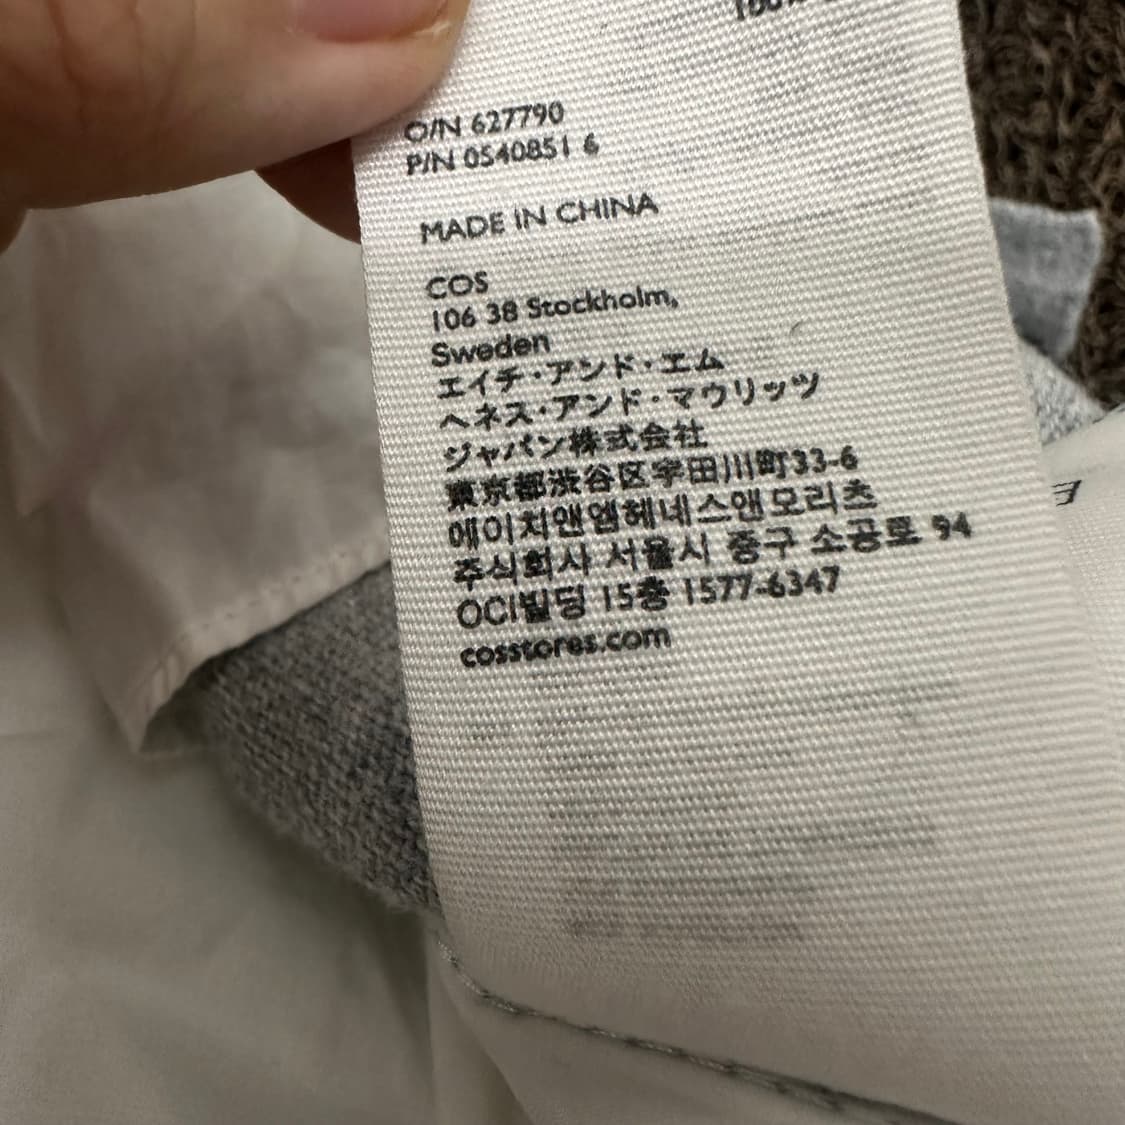 O/N 627790
P/N 0540851 6
MADE IN CHINA
COS
106 38 Stockholm,
Sweden
エイチ・アンド・エム
ヘネス・アンド・マウリッツ
ジャパン株式会社
東京都渋谷区宇田川町33-6
에이치앤엠헤네스앤모리츠
주식회사 서울시 중구 소공로 94
OCI빌딩 15층 1577-6347
cosstores.com